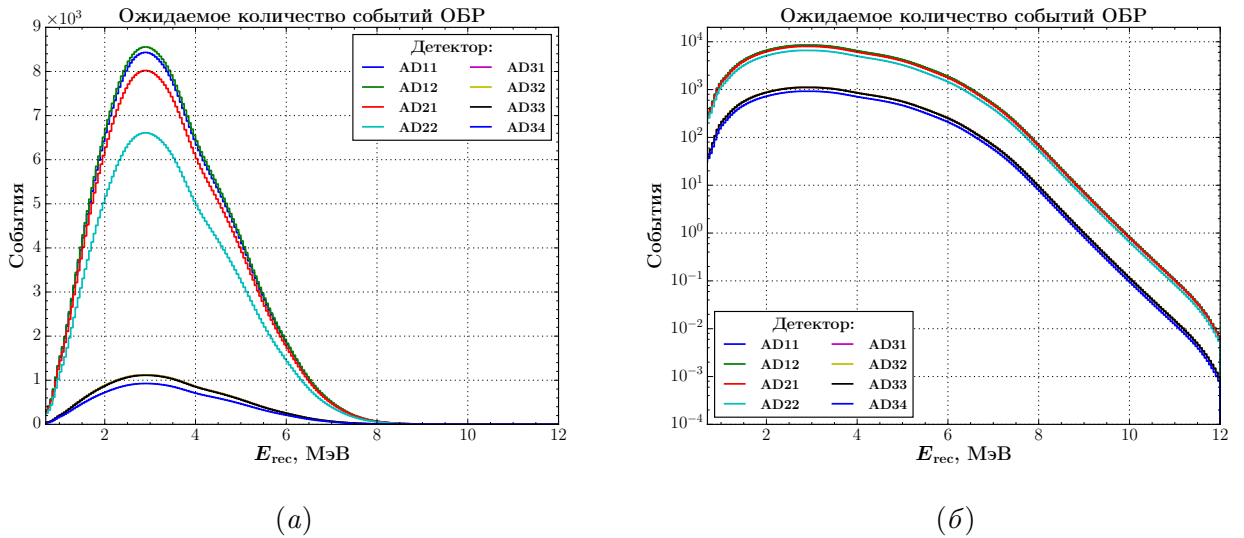 Ожидаемое количество событий ОБР
×10³
9
8
7
6
5
4
3
2
1
0
События
Детектор:
AD11 AD31
AD12 AD32
AD21 AD33
AD22 AD34
2 4 6 8 10 12
E_rec, МэВ
(а)
Ожидаемое количество событий ОБР
10⁴
10³
10²
10¹
10⁰
10⁻¹
10⁻²
10⁻³
10⁻⁴
События
Детектор:
AD11 AD31
AD12 AD32
AD21 AD33
AD22 AD34
2 4 6 8 10 12
E_rec, МэВ
(б)